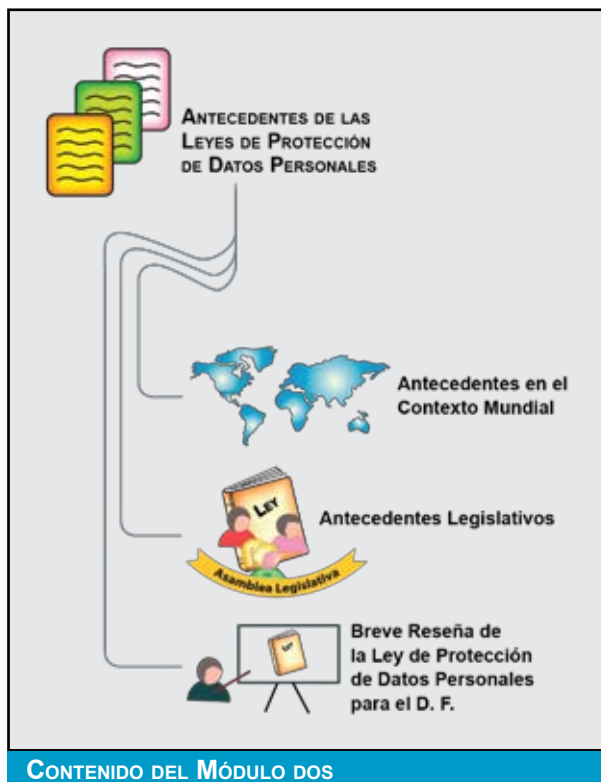 ANTECEDENTES DE LAS
LEYES DE PROTECCIÓN
DE DATOS PERSONALES
Antecedentes en el
Contexto Mundial
LEY
Antecedentes Legislativos
Asamblea Legislativa
LEY
Breve Reseña de
la Ley de Protección
de Datos Personales
para el D. F.
CONTENIDO DEL MÓDULO DOS